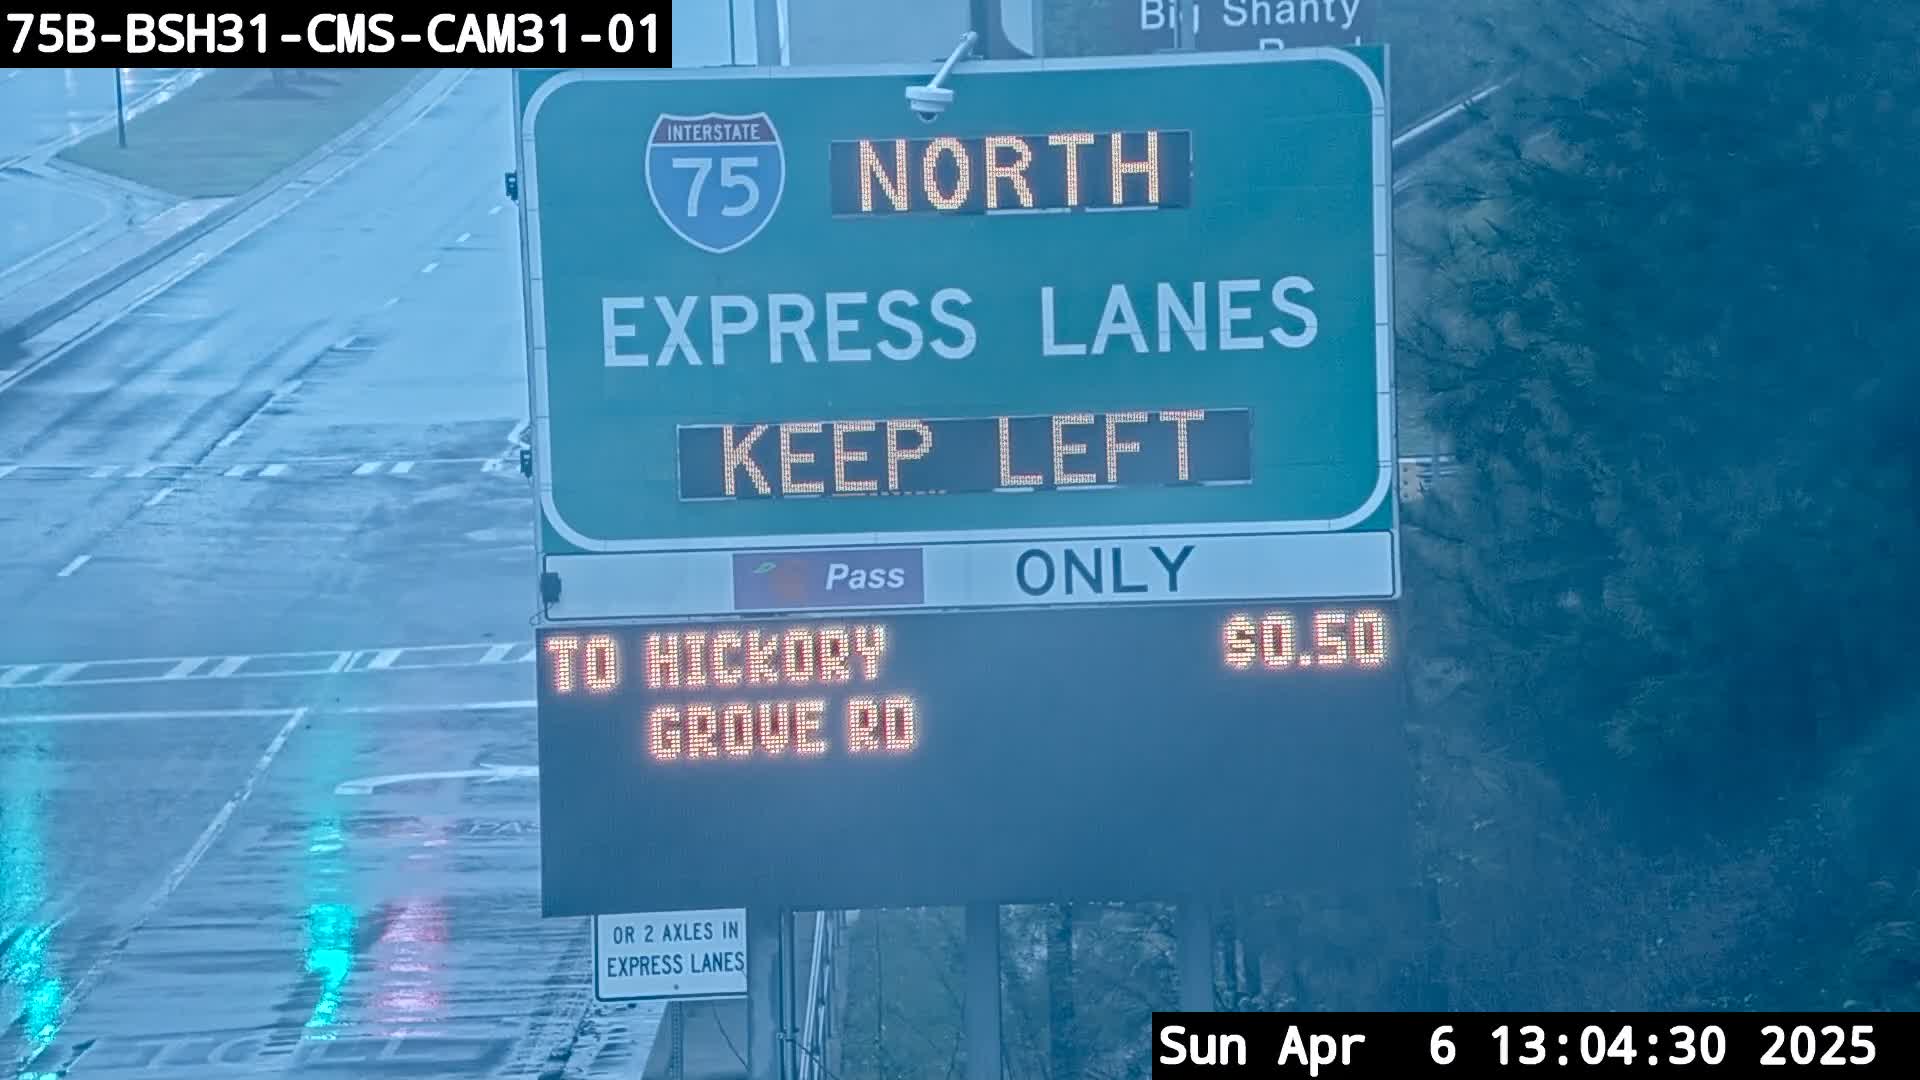 75B-BSH31-CMS-CAM31-01
Big Shanty
INTERSTATE
75
NORTH
EXPRESS LANES
KEEP LEFT
Pass ONLY
TO HICKORY $0.50
GROVE RD
OR 2 AXLES IN
EXPRESS LANES
Sun Apr 6 13:04:30 2025